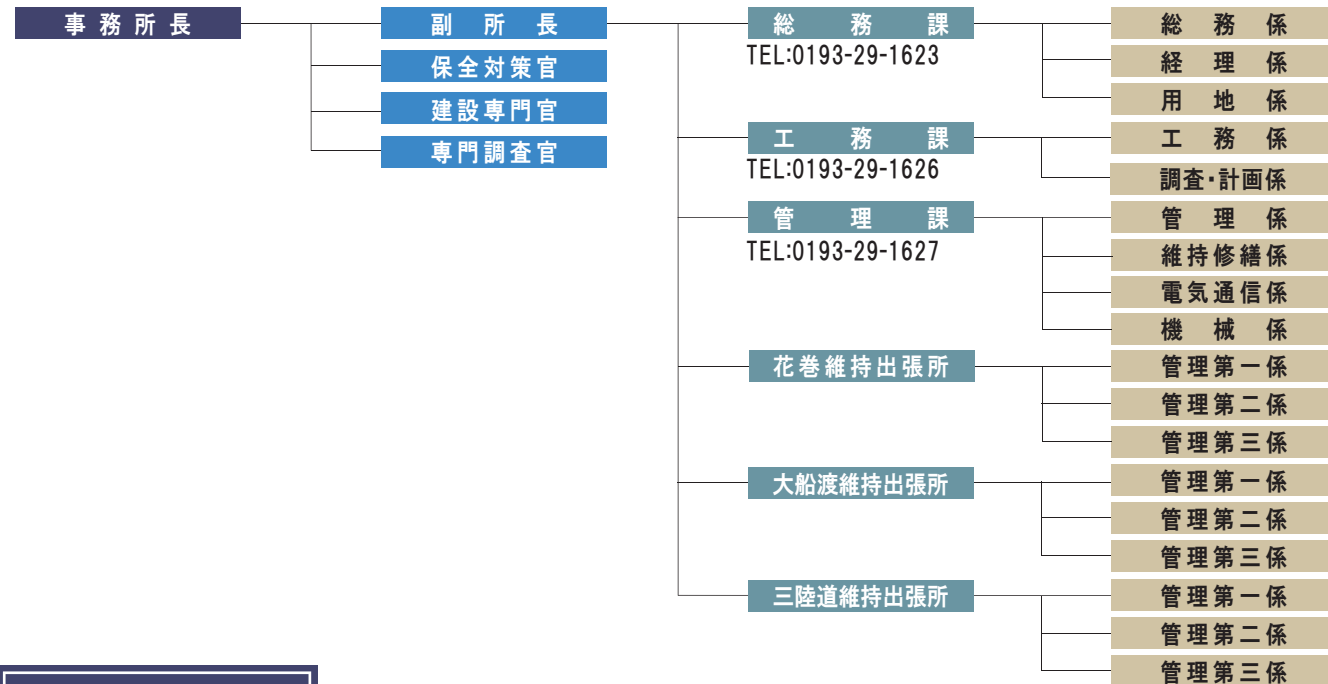 事務所長
副所長
保全対策官
建設専門官
専門調査官
総務課
TEL:0193-29-1623
総務係
経理係
用地係
工務課
TEL:0193-29-1626
工務係
調査・計画係
管理課
TEL:0193-29-1627
管理係
維持修繕係
電気通信係
機械係
花巻維持出張所
管理第一係
管理第二係
管理第三係
大船渡維持出張所
管理第一係
管理第二係
管理第三係
三陸道維持出張所
管理第一係
管理第二係
管理第三係